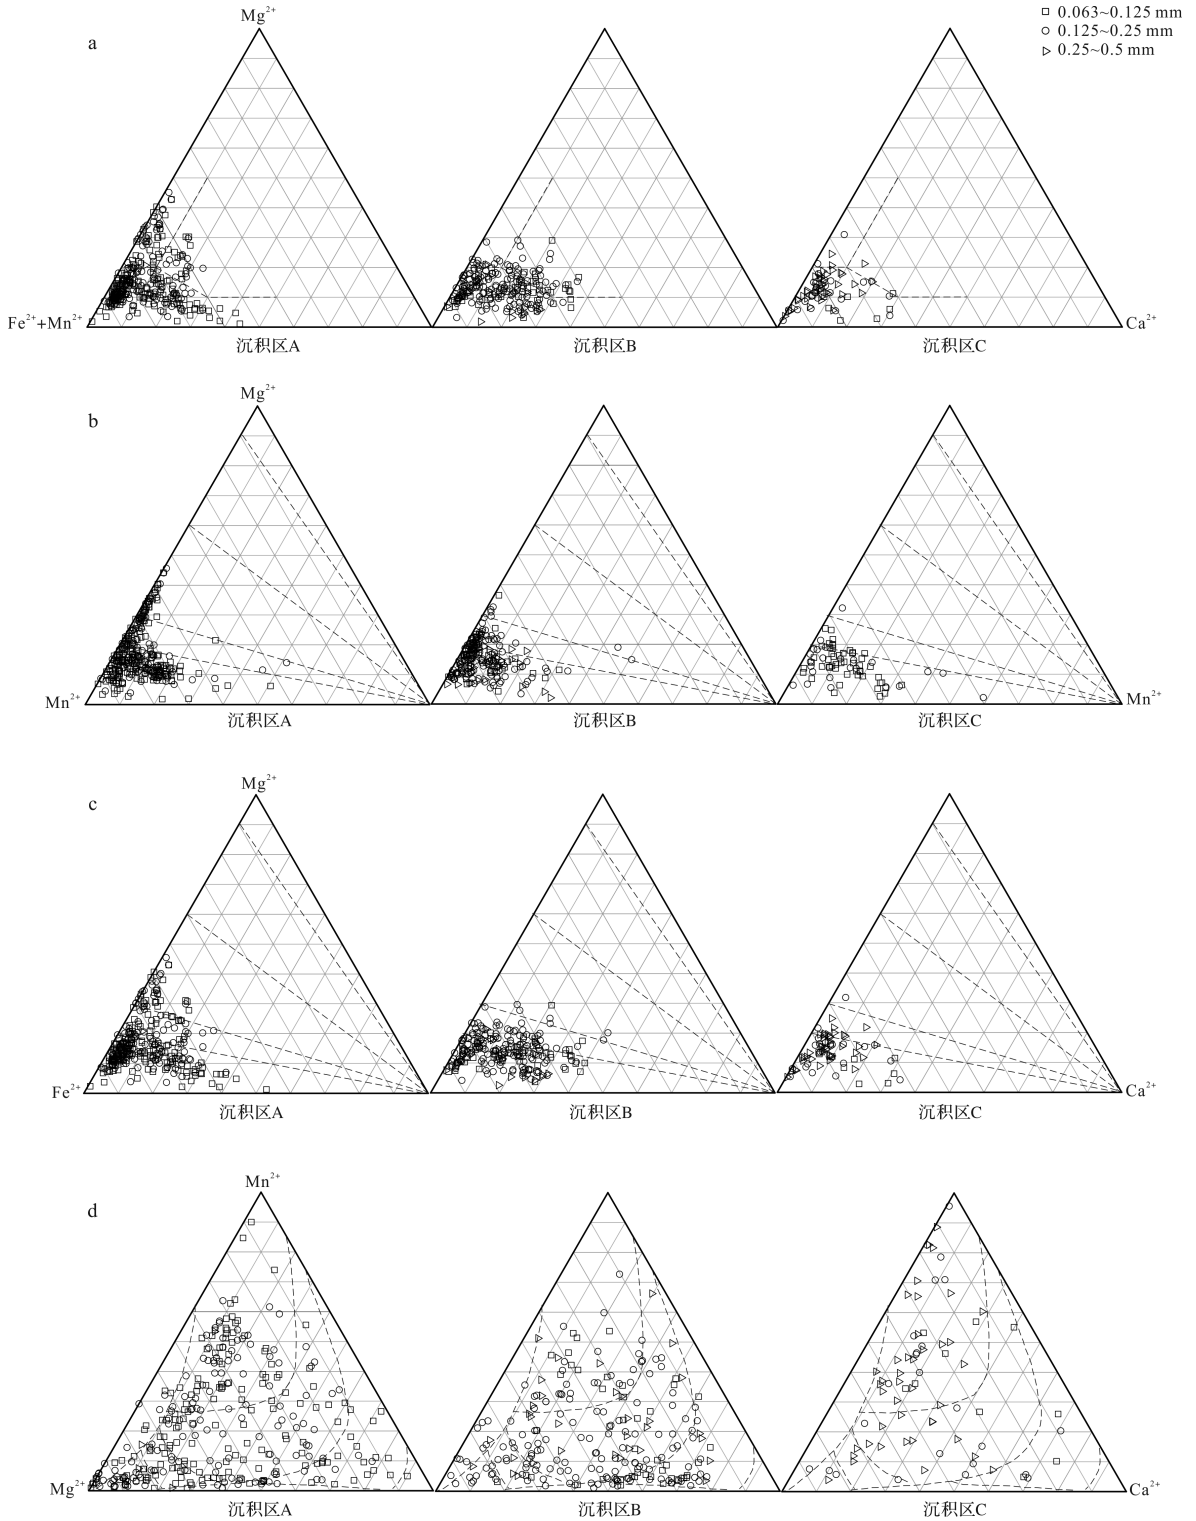 0.063~0.125 mm
0.125~0.25 mm
0.25~0.5 mm
a
Mg²⁺
Fe²⁺+Mn²⁺
Ca²⁺
沉积区A
沉积区B
沉积区C
b
Mg²⁺
Mn²⁺
Mn²⁺
沉积区A
沉积区B
沉积区C
c
Mg²⁺
Fe²⁺
Ca²⁺
沉积区A
沉积区B
沉积区C
d
Mn²⁺
Mg²⁺
Ca²⁺
沉积区A
沉积区B
沉积区C